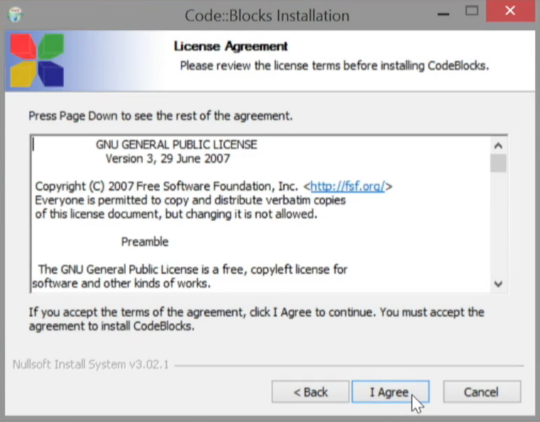 Code::Blocks Installation
License Agreement
Please review the license terms before installing CodeBlocks.
Press Page Down to see the rest of the agreement.
GNU GENERAL PUBLIC LICENSE
Version 3, 29 June 2007
Copyright (C) 2007 Free Software Foundation, Inc. <http://fsf.org/>
Everyone is permitted to copy and distribute verbatim copies
of this license document, but changing it is not allowed.
Preamble
The GNU General Public License is a free, copyleft license for
software and other kinds of works.
If you accept the terms of the agreement, click I Agree to continue. You must accept the
agreement to install CodeBlocks.
Nullsoft Install System v3.02.1
< Back I Agree Cancel